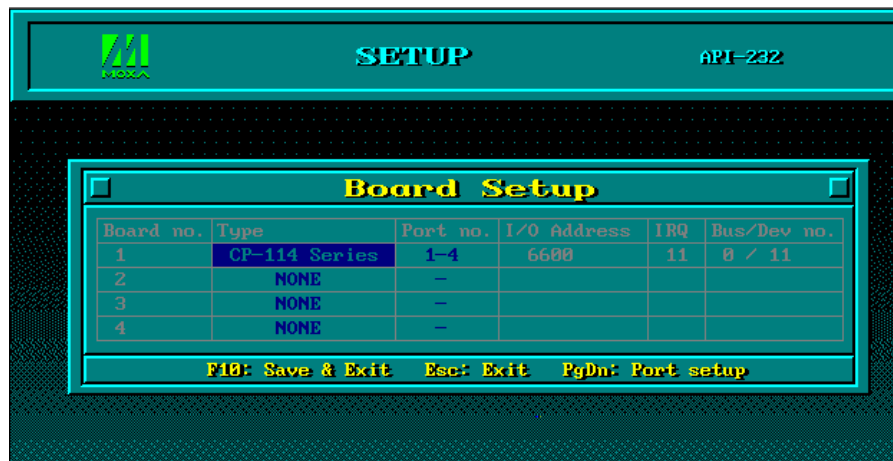 MOXA SETUP API-232
Board Setup
Board no. Type Port no. I/O Address IRQ Bus/Dev no.
1 CP-114 Series 1-4 6600 11 0 / 11
2 NONE -
3 NONE -
4 NONE -
F10: Save & Exit Esc: Exit PgDn: Port setup